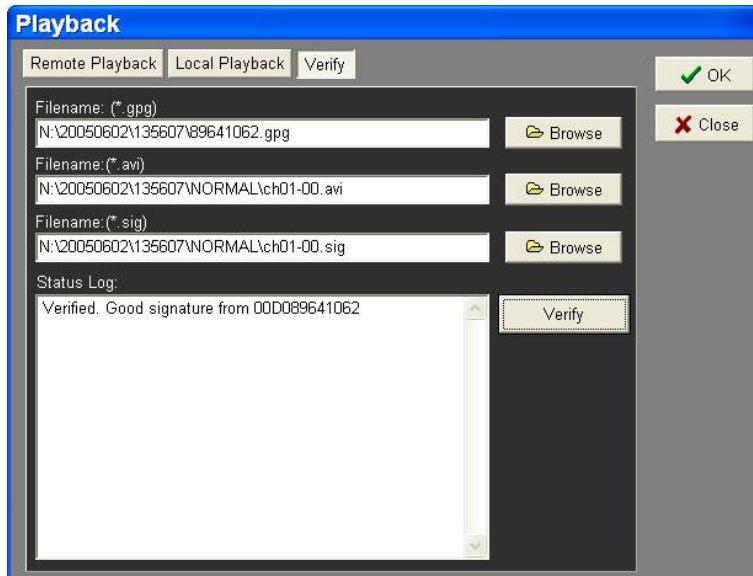 Playback
Remote Playback Local Playback Verify
OK
Filename: (*.gpg)
N:\20050602\135607\89641062.gpg Browse
Close
Filename:(*.avi)
N:\20050602\135607\NORMAL\ch01-00.avi Browse
Filename:(*.sig)
N:\20050602\135607\NORMAL\ch01-00.sig Browse
Status Log:
Verified. Good signature from 00D089641062
Verify